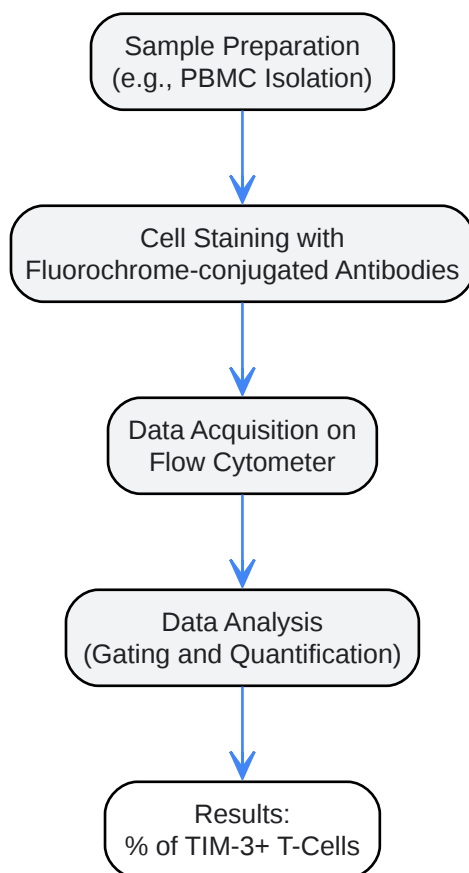 Sample Preparation
(e.g., PBMC Isolation)
Cell Staining with
Fluorochrome-conjugated Antibodies
Data Acquisition on
Flow Cytometer
Data Analysis
(Gating and Quantification)
Results:
% of TIM-3+ T-Cells